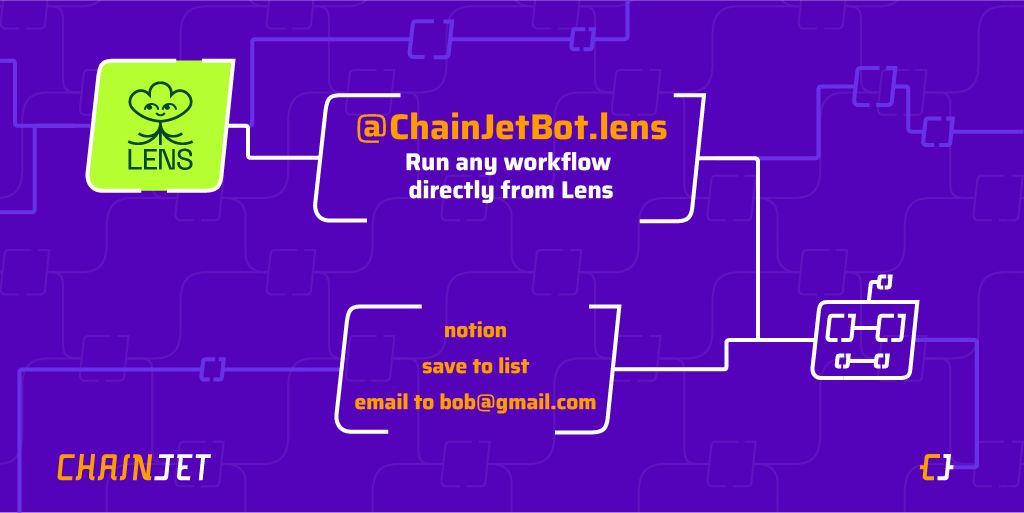 LENS
@ChainJetBot.lens
Run any workflow
directly from Lens
notion
save to list
email to bob@gmail.com
CHAINJET